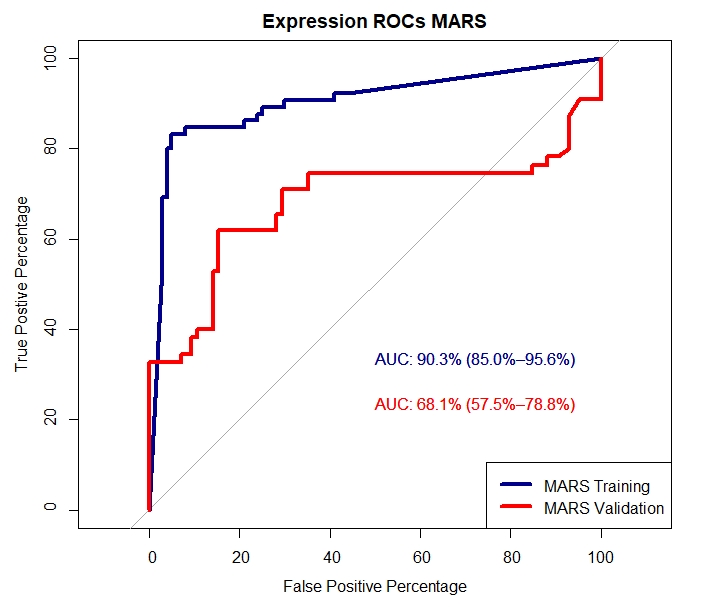 Expression ROCs MARS
True Postive Percentage
100
80
60
40
20
0
AUC: 90.3% (85.0%–95.6%)
AUC: 68.1% (57.5%–78.8%)
MARS Training
MARS Validation
0 20 40 60 80 100
False Positive Percentage